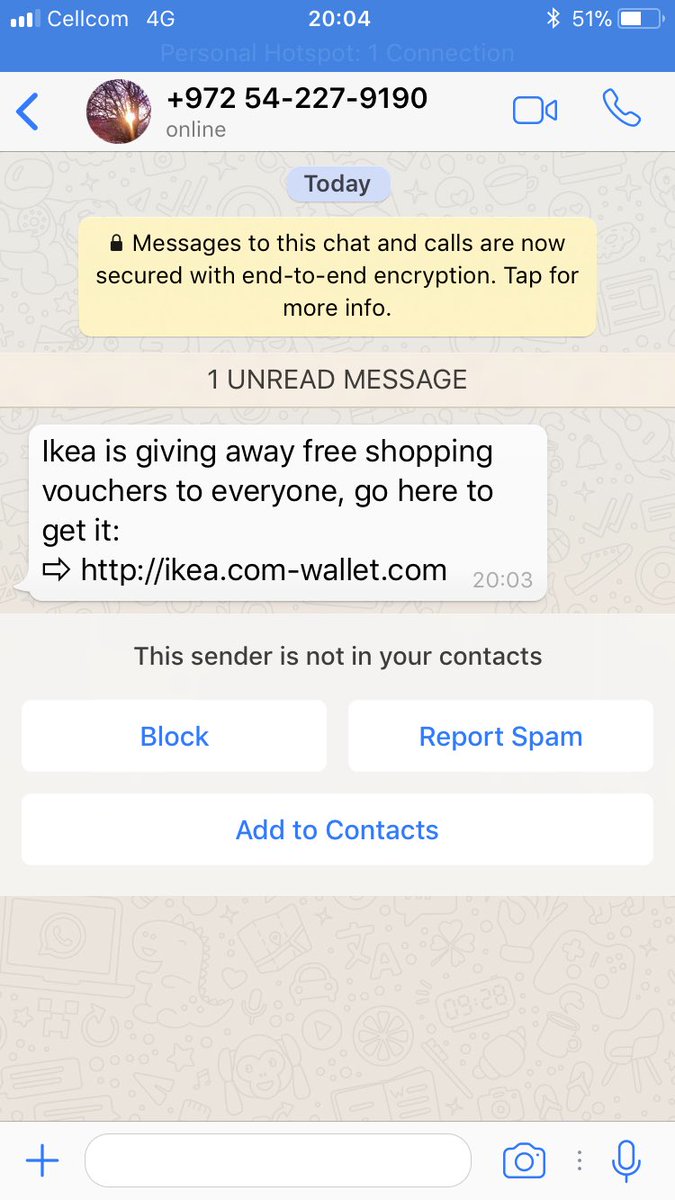 Cellcom 4G 20:04 51%
Personal Hotspot: 1 Connection
+972 54-227-9190
online
Today
Messages to this chat and calls are now
secured with end-to-end encryption. Tap for
more info.
1 UNREAD MESSAGE
Ikea is giving away free shopping
vouchers to everyone, go here to
get it:
⇨ http://ikea.com-wallet.com 20:03
This sender is not in your contacts
Block Report Spam
Add to Contacts
09:28